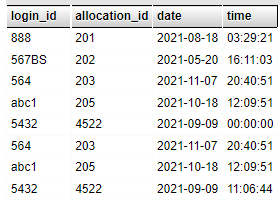 login_id allocation_id date time
888 201 2021-08-18 03:29:21
567BS 202 2021-05-20 16:11:03
564 203 2021-11-07 20:40:51
abc1 205 2021-10-18 12:09:51
5432 4522 2021-09-09 00:00:00
564 203 2021-11-07 20:40:51
abc1 205 2021-10-18 12:09:51
5432 4522 2021-09-09 11:06:44